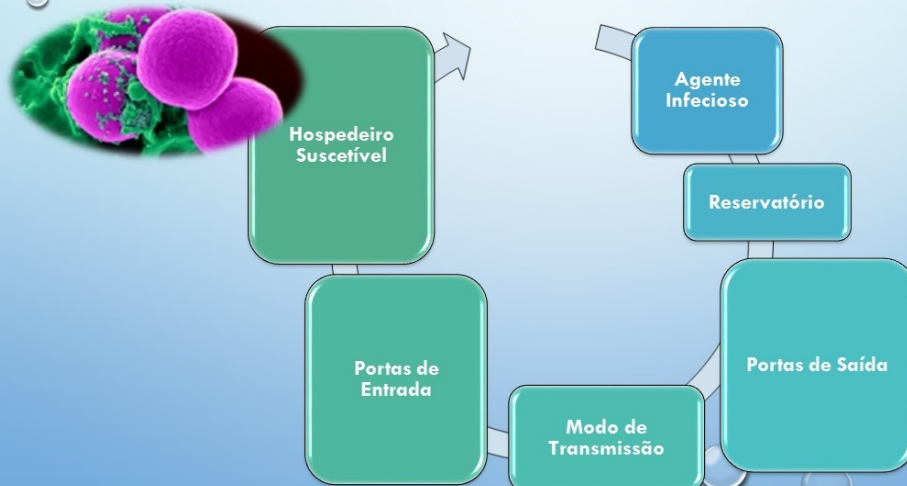 Agente
Infecioso
Reservatório
Portas de Saída
Modo de
Transmissão
Portas de
Entrada
Hospedeiro
Suscetível